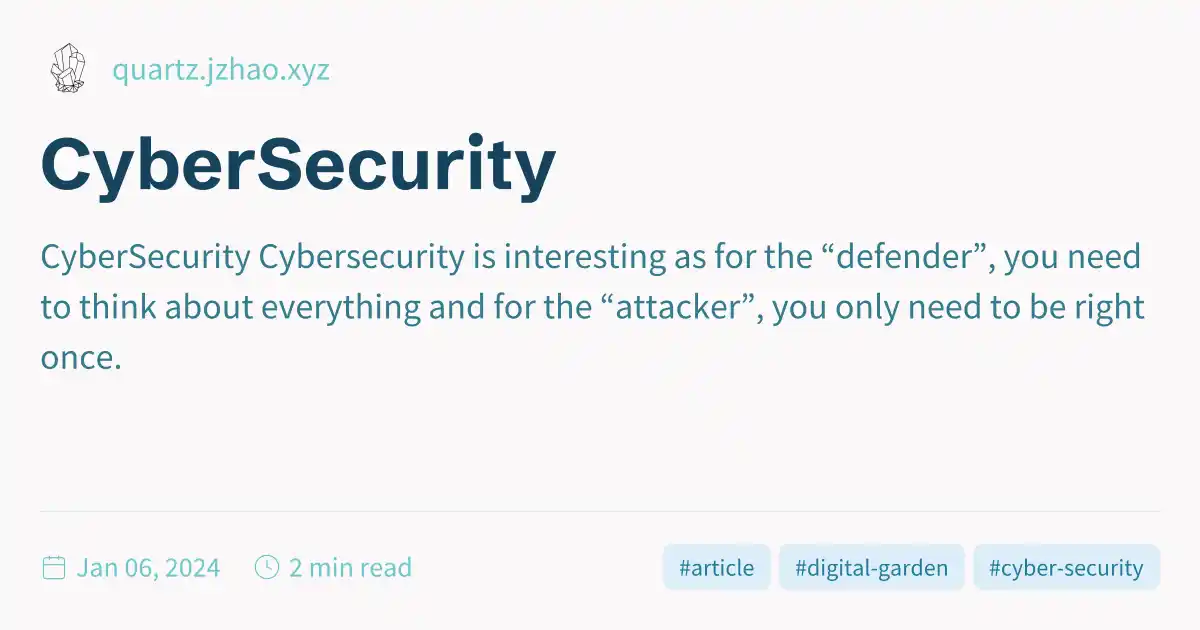 quartz.jzhao.xyz
CyberSecurity
CyberSecurity Cybersecurity is interesting as for the “defender”, you need
to think about everything and for the “attacker”, you only need to be right
once.
Jan 06, 2024 2 min read #article #digital-garden #cyber-security